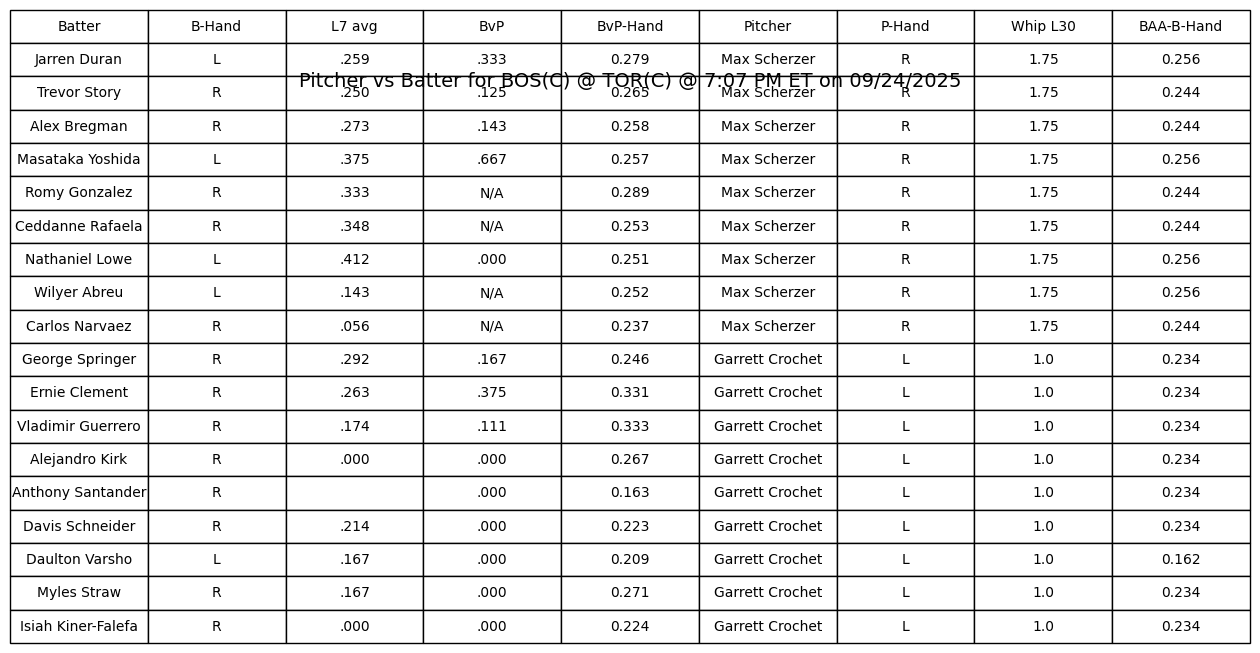 Batter B-Hand L7 avg BvP BvP-Hand Pitcher P-Hand Whip L30 BAA-B-Hand
Jarren Duran L .259 .333 0.279 Max Scherzer R 1.75 0.256
Pitcher vs Batter for BOS(C) @ TOR(C) @ 7:07 PM ET on 09/24/2025
Trevor Story R .250 .125 0.265 Max Scherzer R 1.75 0.244
Alex Bregman R .273 .143 0.258 Max Scherzer R 1.75 0.244
Masataka Yoshida L .375 .667 0.257 Max Scherzer R 1.75 0.256
Romy Gonzalez R .333 N/A 0.289 Max Scherzer R 1.75 0.244
Ceddanne Rafaela R .348 N/A 0.253 Max Scherzer R 1.75 0.244
Nathaniel Lowe L .412 .000 0.251 Max Scherzer R 1.75 0.256
Wilyer Abreu L .143 N/A 0.252 Max Scherzer R 1.75 0.256
Carlos Narvaez R .056 N/A 0.237 Max Scherzer R 1.75 0.244
George Springer R .292 .167 0.246 Garrett Crochet L 1.0 0.234
Ernie Clement R .263 .375 0.331 Garrett Crochet L 1.0 0.234
Vladimir Guerrero R .174 .111 0.333 Garrett Crochet L 1.0 0.234
Alejandro Kirk R .000 .000 0.267 Garrett Crochet L 1.0 0.234
Anthony Santander R .000 0.163 Garrett Crochet L 1.0 0.234
Davis Schneider R .214 .000 0.223 Garrett Crochet L 1.0 0.234
Daulton Varsho L .167 .000 0.209 Garrett Crochet L 1.0 0.162
Myles Straw R .167 .000 0.271 Garrett Crochet L 1.0 0.234
Isiah Kiner-Falefa R .000 .000 0.224 Garrett Crochet L 1.0 0.234